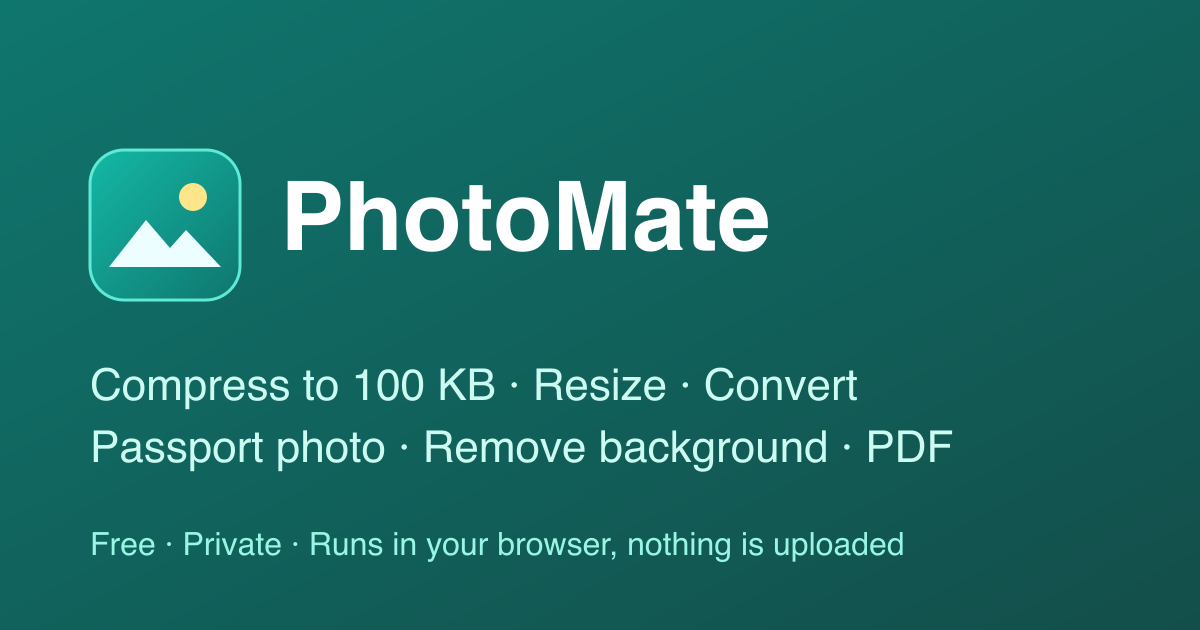 PhotoMate
Compress to 100 KB · Resize · Convert
Passport photo · Remove background · PDF
Free · Private · Runs in your browser, nothing is uploaded